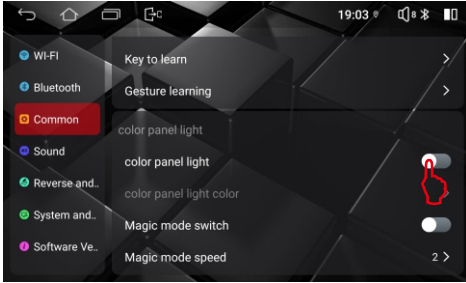 19:03 8
WI-FI
Bluetooth
Common
Sound
Reverse and..
System and..
Software Ve..
Key to learn
Gesture learning
color panel light
color panel light
color panel light color
Magic mode switch
Magic mode speed
2